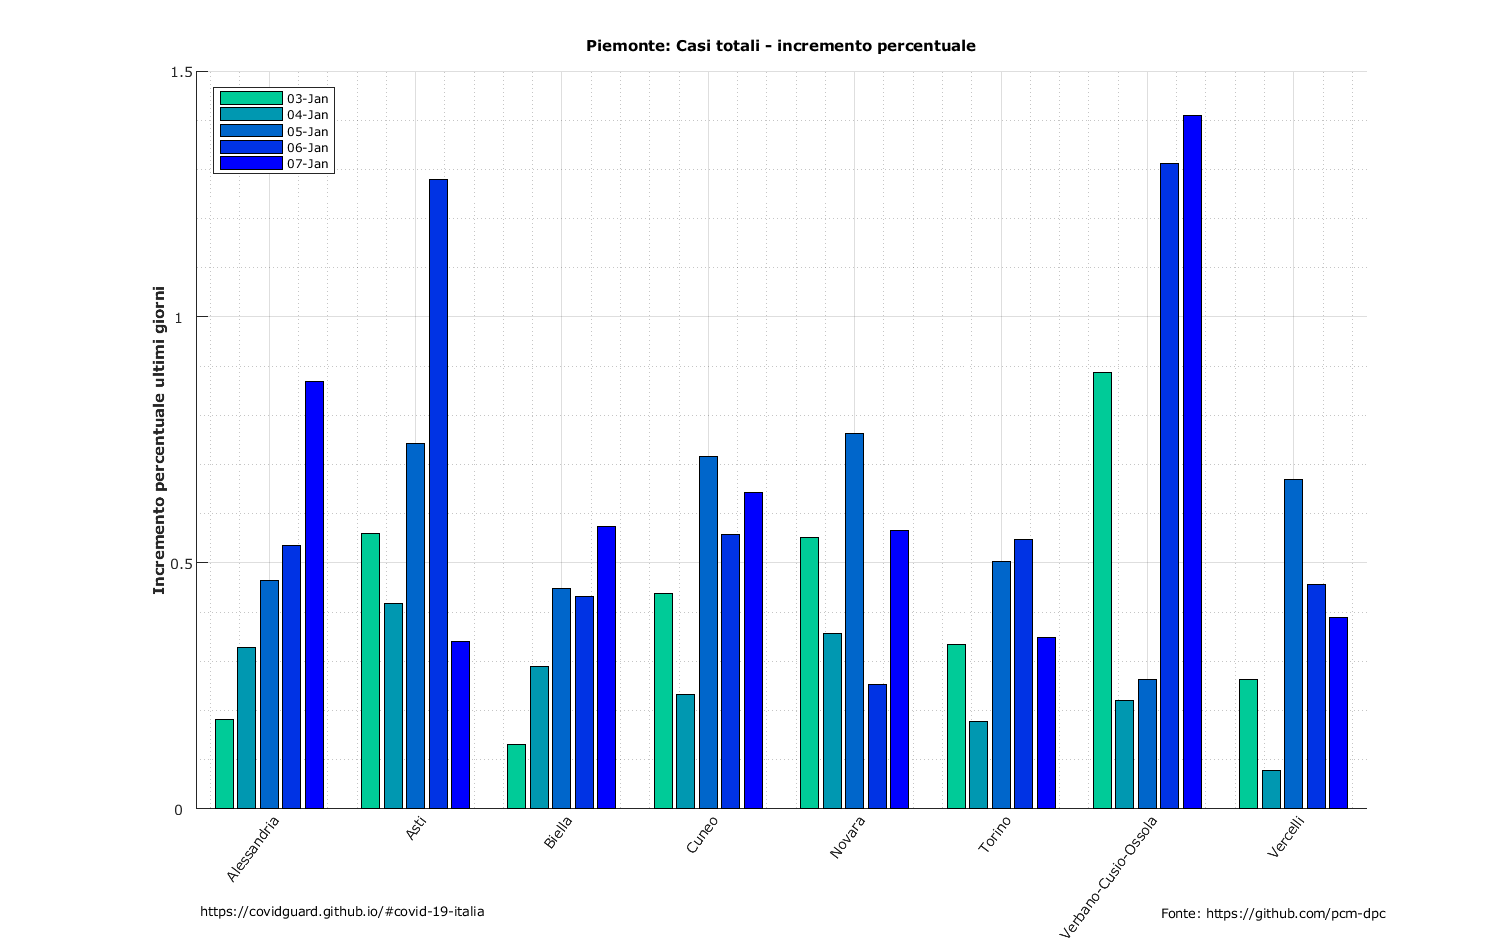 Piemonte: Casi totali - incremento percentuale
1.5
1
0.5
0
Incremento percentuale ultimi giorni
03-Jan
04-Jan
05-Jan
06-Jan
07-Jan
Alessandria
Asti
Biella
Cuneo
Novara
Torino
Verbano-Cusio-Ossola
Vercelli
https://covidguard.github.io/#covid-19-italia
Fonte: https://github.com/pcm-dpc